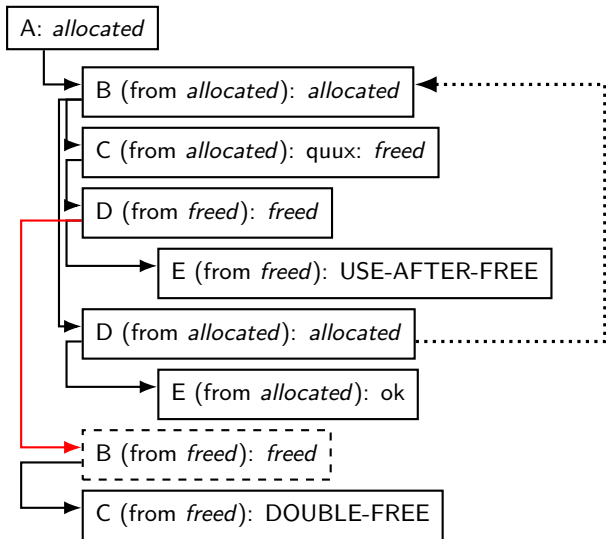 A: allocated
B (from allocated): allocated
C (from allocated): quux: freed
D (from freed): freed
E (from freed): USE-AFTER-FREE
D (from allocated): allocated
E (from allocated): ok
B (from freed): freed
C (from freed): DOUBLE-FREE